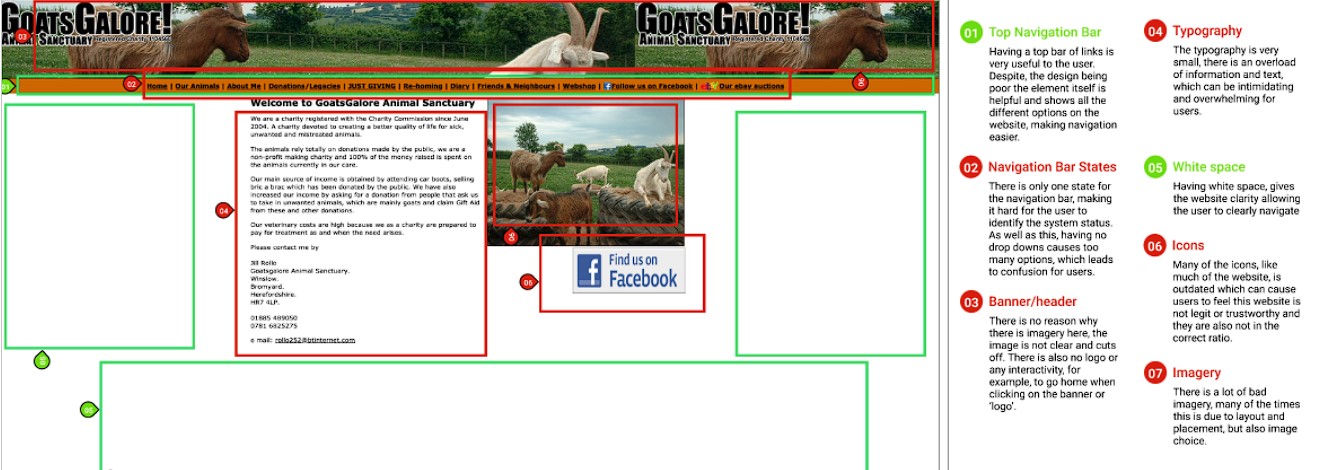 GOATSGALORE!
ANIMAL SANCTUARY Registered Charity 1104566
GOATSGALORE!
ANIMAL SANCTUARY Registered Charity 1104566
03
01
02
06
Home | Our Animals | About Me | Donations/Legacies | JUST GIVING | Re-homing | Diary | Friends & Neighbours | Webshop | Follow us on Facebook | Our ebay auctions
Welcome to GoatsGalore Animal Sanctuary
We are a charity registered with the Charity Commission since June
2004. A charity devoted to creating a better quality of life for sick,
unwanted and mistreated animals.
The animals rely totally on donations made by the public, we are a
non-profit making charity and 100% of the money raised is spent on
the animals currently in our care.
Our main source of income is obtained by attending car boots, selling
bric a brac which has been donated by the public. We have also
increased our income by asking for a donation from people that ask us
to take in unwanted animals, which are mainly goats and claim Gift Aid
from these and other donations.
Our veterinary costs are high because we as a charity are prepared to
pay for treatment as and when the need arises.
Please contact me by
Jill Rollo
Goatsgalore Animal Sanctuary.
Winslow.
Bromyard.
Herefordshire.
HR7 4LP.
01885 489050
0781 6825275
e mail: rollo252@btinternet.com
04
06
06
Find us on
Facebook
05
05
01 Top Navigation Bar
Having a top bar of links is
very useful to the user.
Despite, the design being
poor the element itself is
helpful and shows all the
different options on the
website, making navigation
easier.
02 Navigation Bar States
There is only one state for
the navigation bar, making
it hard for the user to
identify the system status.
As well as this, having no
drop downs causes too
many options, which leads
to confusion for users.
03 Banner/header
There is no reason why
there is imagery here, the
image is not clear and cuts
off. There is also no logo or
any interactivity, for
example, to go home when
clicking on the banner or
'logo'.
04 Typography
The typography is very
small, there is an overload
of information and text,
which can be intimidating
and overwhelming for
users.
05 White space
Having white space, gives
the website clarity allowing
the user to clearly navigate
06 Icons
Many of the icons, like
much of the website, is
outdated which can cause
users to feel this website is
not legit or trustworthy and
they are also not in the
correct ratio.
07 Imagery
There is a lot of bad
imagery, many of the times
this is due to layout and
placement, but also image
choice.